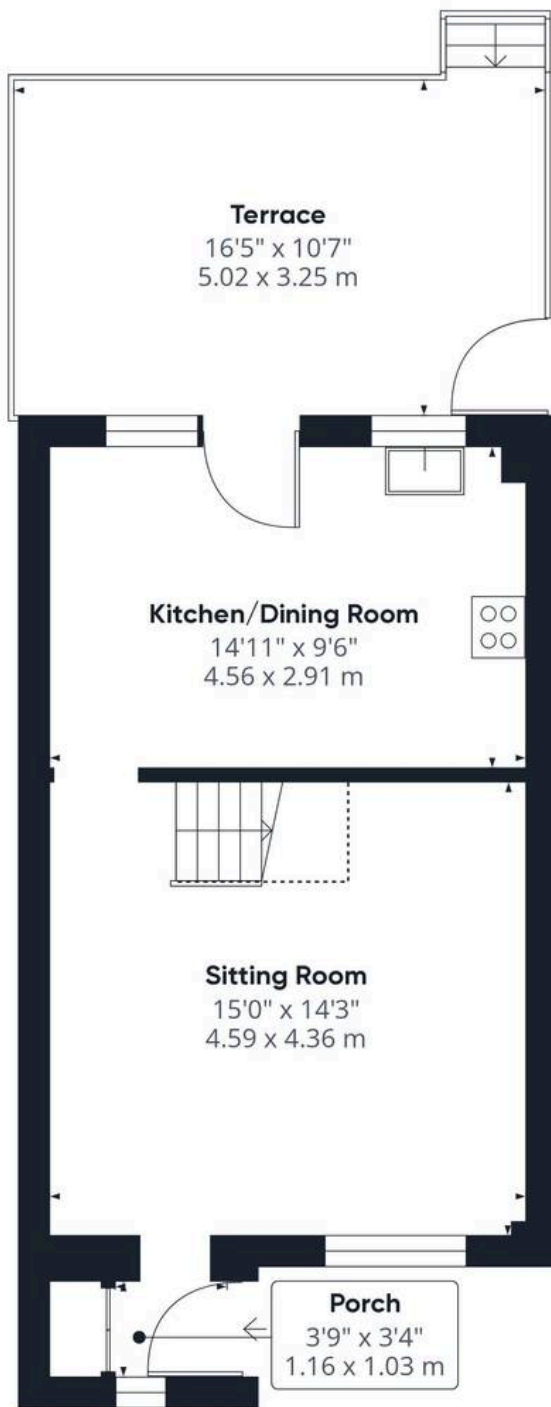 Terrace
16'5" x 10'7"
5.02 x 3.25 m
Kitchen/Dining Room
14'11" x 9'6"
4.56 x 2.91 m
Sitting Room
15'0" x 14'3"
4.59 x 4.36 m
Porch
3'9" x 3'4"
1.16 x 1.03 m